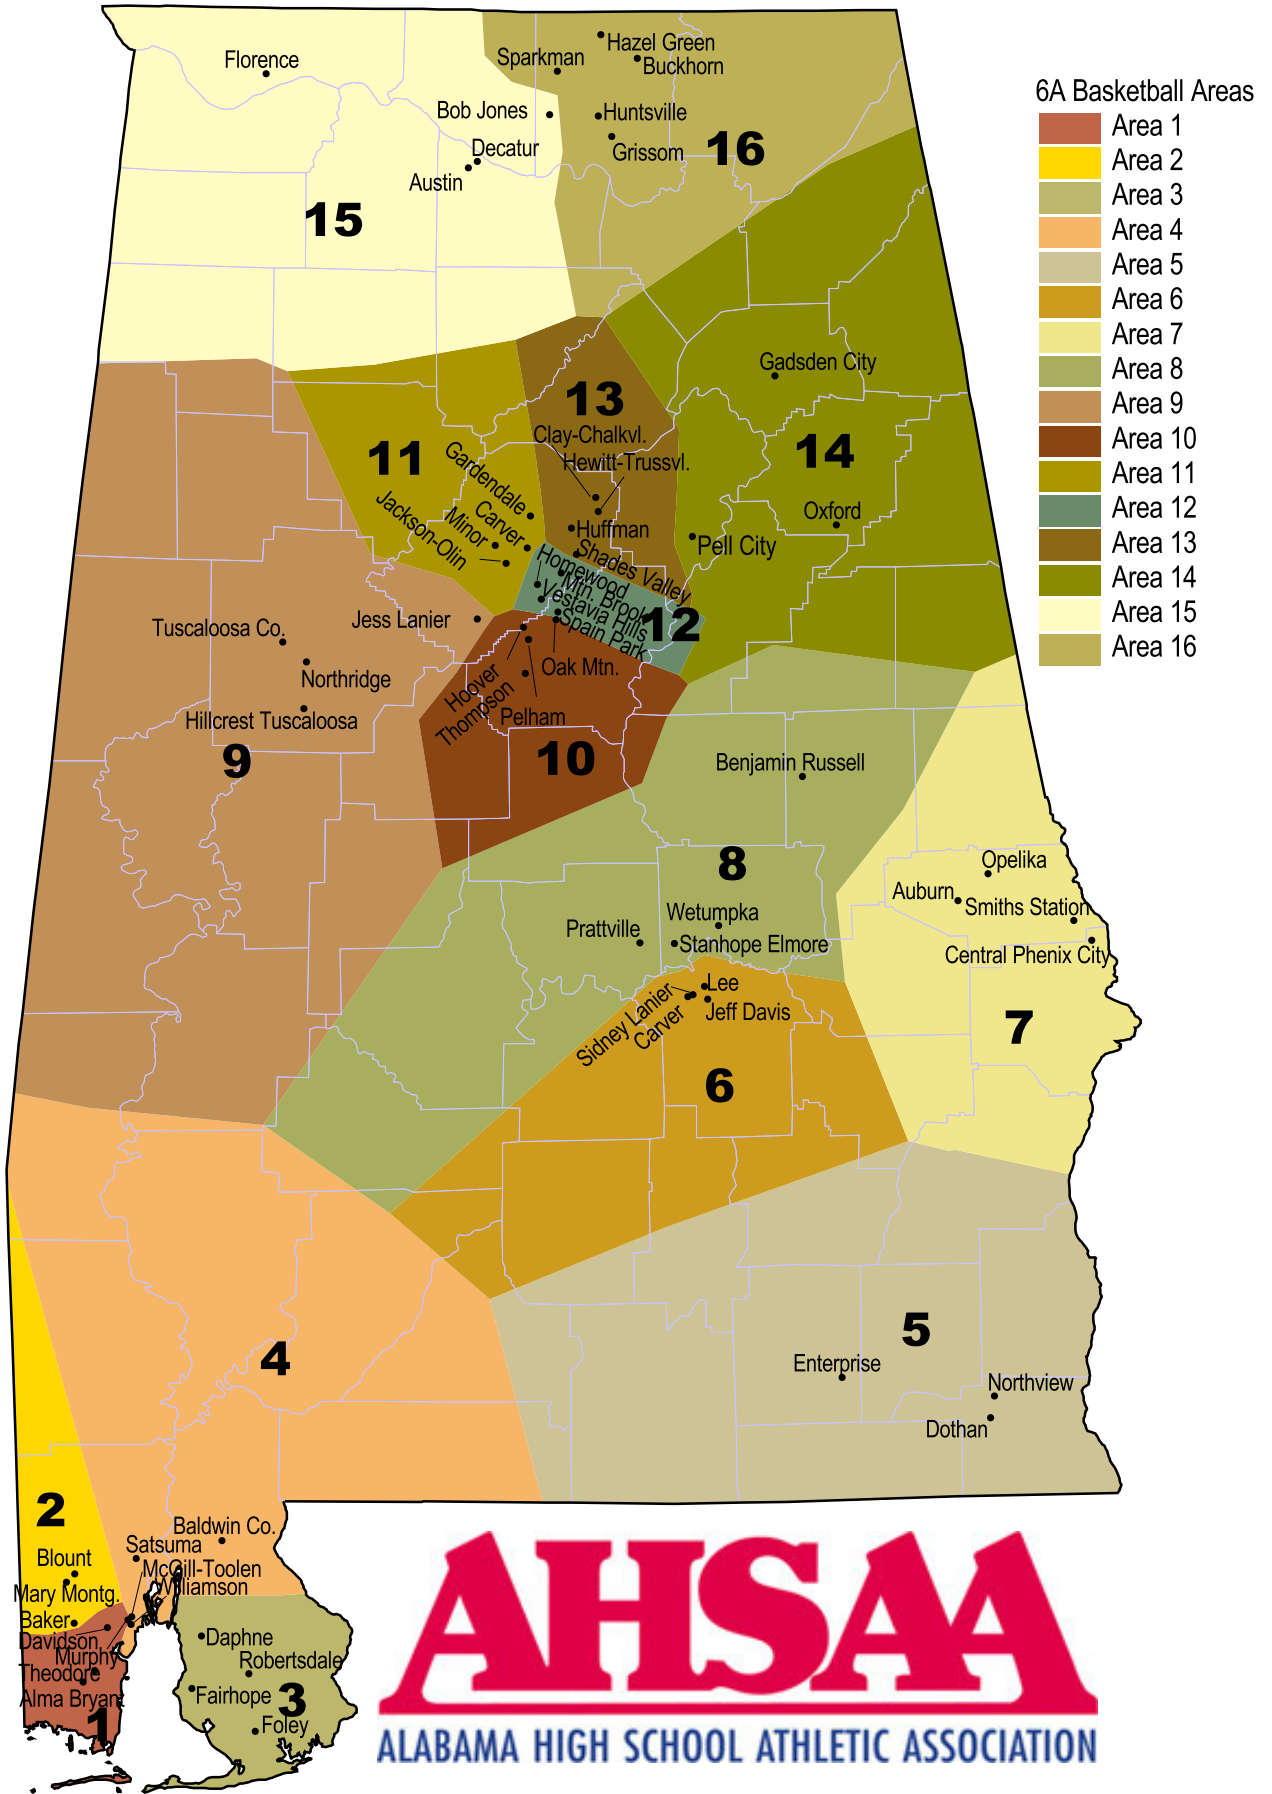 Hazel Green
Sparkman
Buckhorn
Florence
6A Basketball Areas
Area 1
Area 2
Area 3
Area 4
Area 5
Area 6
Area 7
Area 8
Area 9
Area 10
Area 11
Area 12
Area 13
Area 14
Area 15
Area 16
Bob Jones
Huntsville
Decatur
Grissom
16
Austin
15
Gadsden City
13
Clay-Chalkvl.
Hewitt-Trussvl.
11
14
Gardendale
Carver
Minor
Jackson-Olin
Oxford
Huffman
Pell City
Shades Valley
Homewood
Mtn. Brook
Vestavia Hills
Spain Park
12
Jess Lanier
Tuscaloosa Co.
Northridge
Hillcrest Tuscaloosa
Oak Mtn.
Hoover
Thompson
Pelham
9
10
Benjamin Russell
8
Opelika
Auburn
Smiths Station
Central Phenix City
Wetumpka
Prattville
Stanhope Elmore
Lee
Jeff Davis
Sidney Lanier
Carver
7
6
5
4
Enterprise
Northview
Dothan
2
Baldwin Co.
Satsuma
Blount
McGill-Toolen
Williamson
Mary Montg.
Baker
Davidson
Murphy
Theodore
Alma Bryant
1
Daphne
Robertsdale
Fairhope
3
Foley
AHSAA
ALABAMA HIGH SCHOOL ATHLETIC ASSOCIATION